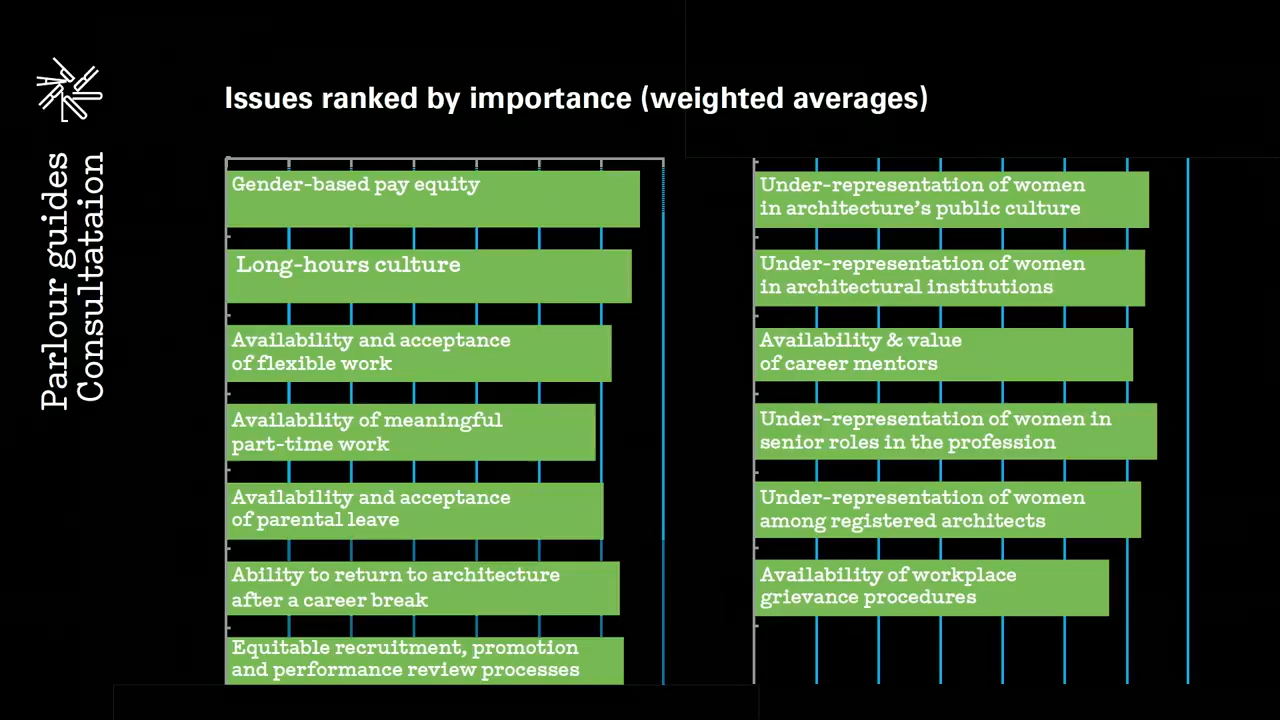 Parlour guides
Consultataion
Issues ranked by importance (weighted averages)
Gender-based pay equity
Long-hours culture
Availability and acceptance
of flexible work
Availability of meaningful
part-time work
Availability and acceptance
of parental leave
Ability to return to architecture
after a career break
Equitable recruitment, promotion
and performance review processes
Under-representation of women
in architecture’s public culture
Under-representation of women
in architectural institutions
Availability & value
of career mentors
Under-representation of women in
senior roles in the profession
Under-representation of women
among registered architects
Availability of workplace
grievance procedures